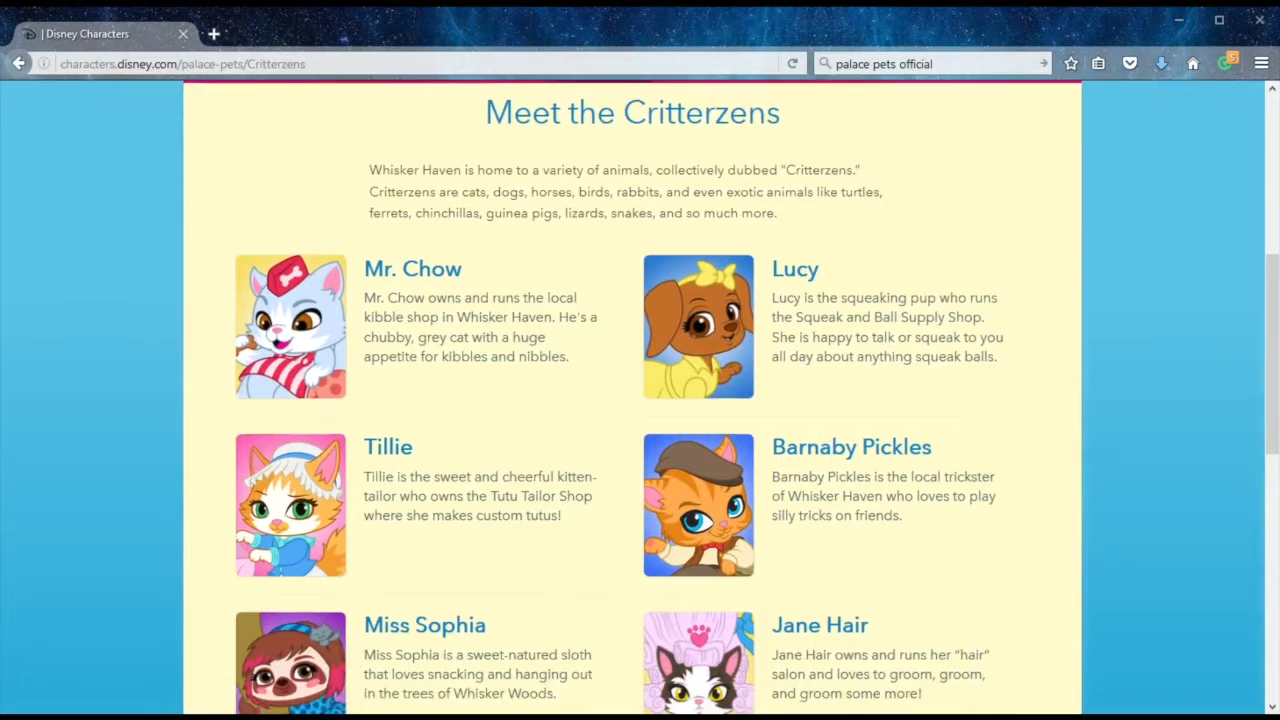 | Disney Characters
characters.disney.com/palace-pets/Critterzens
palace pets official
5
Meet the Critterzens
Whisker Haven is home to a variety of animals, collectively dubbed “Critterzens.”
Critterzens are cats, dogs, horses, birds, rabbits, and even exotic animals like turtles,
ferrets, chinchillas, guinea pigs, lizards, snakes, and so much more.
Mr. Chow
Mr. Chow owns and runs the local
kibble shop in Whisker Haven. He's a
chubby, grey cat with a huge
appetite for kibbles and nibbles.
Lucy
Lucy is the squeaking pup who runs
the Squeak and Ball Supply Shop.
She is happy to talk or squeak to you
all day about anything squeak balls.
Tillie
Tillie is the sweet and cheerful kitten-
tailor who owns the Tutu Tailor Shop
where she makes custom tutus!
Barnaby Pickles
Barnaby Pickles is the local trickster
of Whisker Haven who loves to play
silly tricks on friends.
Miss Sophia
Miss Sophia is a sweet-natured sloth
that loves snacking and hanging out
in the trees of Whisker Woods.
Jane Hair
Jane Hair owns and runs her “hair”
salon and loves to groom, groom,
and groom some more!